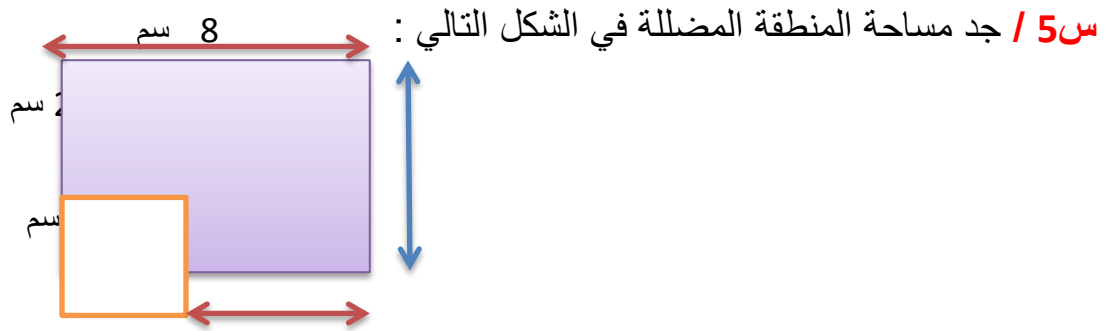 س5 / جد مساحة المنطقة المضللة في الشكل التالي :
8 سم
سم
سم